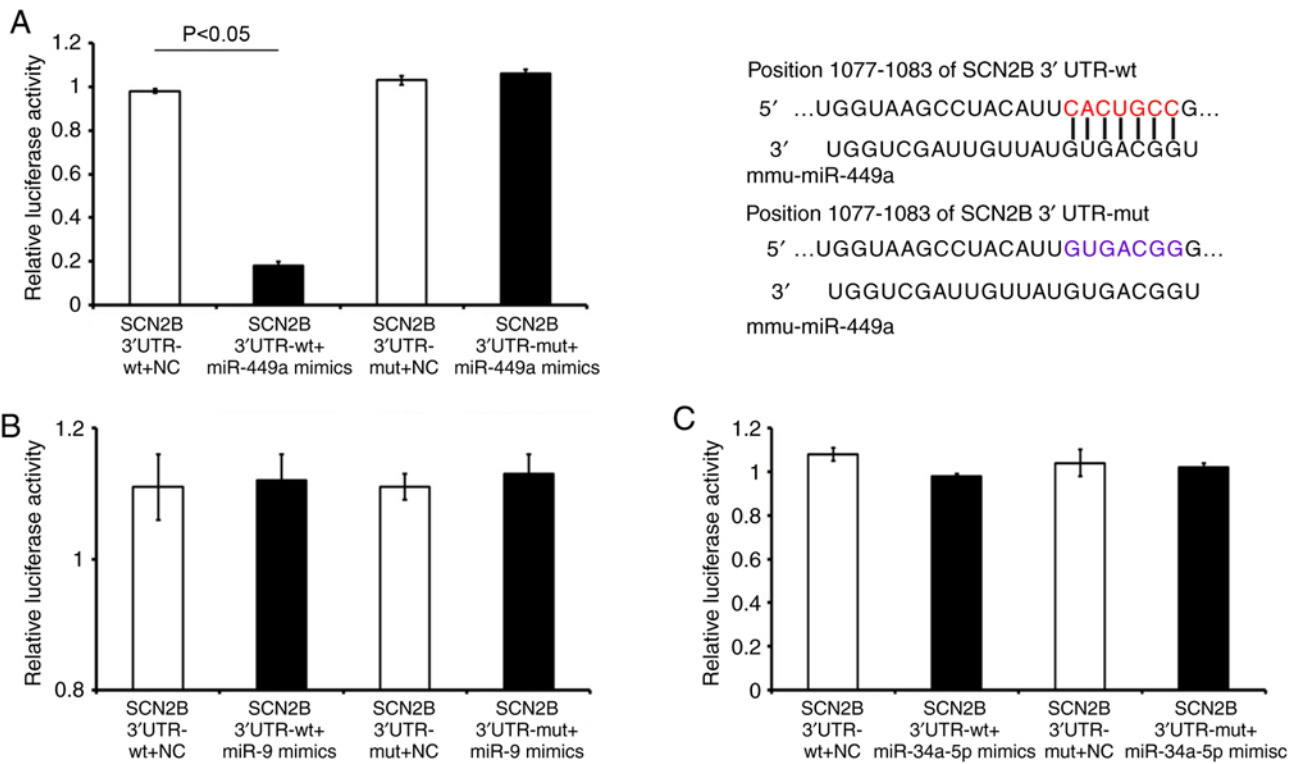 A
P<0.05
Relative luciferase activity
1.2
1
0.8
0.6
0.4
0.2
0
SCN2B
3′UTR-
wt+NC
SCN2B
3′UTR-wt+
miR-449a mimics
SCN2B
3′UTR-
mut+NC
SCN2B
3′UTR-mut+
miR-449a mimics
Position 1077-1083 of SCN2B 3′ UTR-wt
5′ …UGGUAAGCCUACAUUCACUGCCG…
3′ UGGUCGAUUGUUAUGUGACGGU
mmu-miR-449a
Position 1077-1083 of SCN2B 3′ UTR-mut
5′ …UGGUAAGCCUACAUUGUGACGGG…
3′ UGGUCGAUUGUUAUGUGACGGU
mmu-miR-449a
B
Relative luciferase activity
1.2
1
0.8
SCN2B
3′UTR-
wt+NC
SCN2B
3′UTR-wt+
miR-9 mimics
SCN2B
3′UTR-
mut+NC
SCN2B
3′UTR-mut+
miR-9 mimics
C
Relative luciferase activity
1.2
1
0.8
0.6
0.4
0.2
0
SCN2B
3′UTR-
wt+NC
SCN2B
3′UTR-wt+
miR-34a-5p mimics
SCN2B
3′UTR-
mut+NC
SCN2B
3′UTR-mut+
miR-34a-5p mimisc